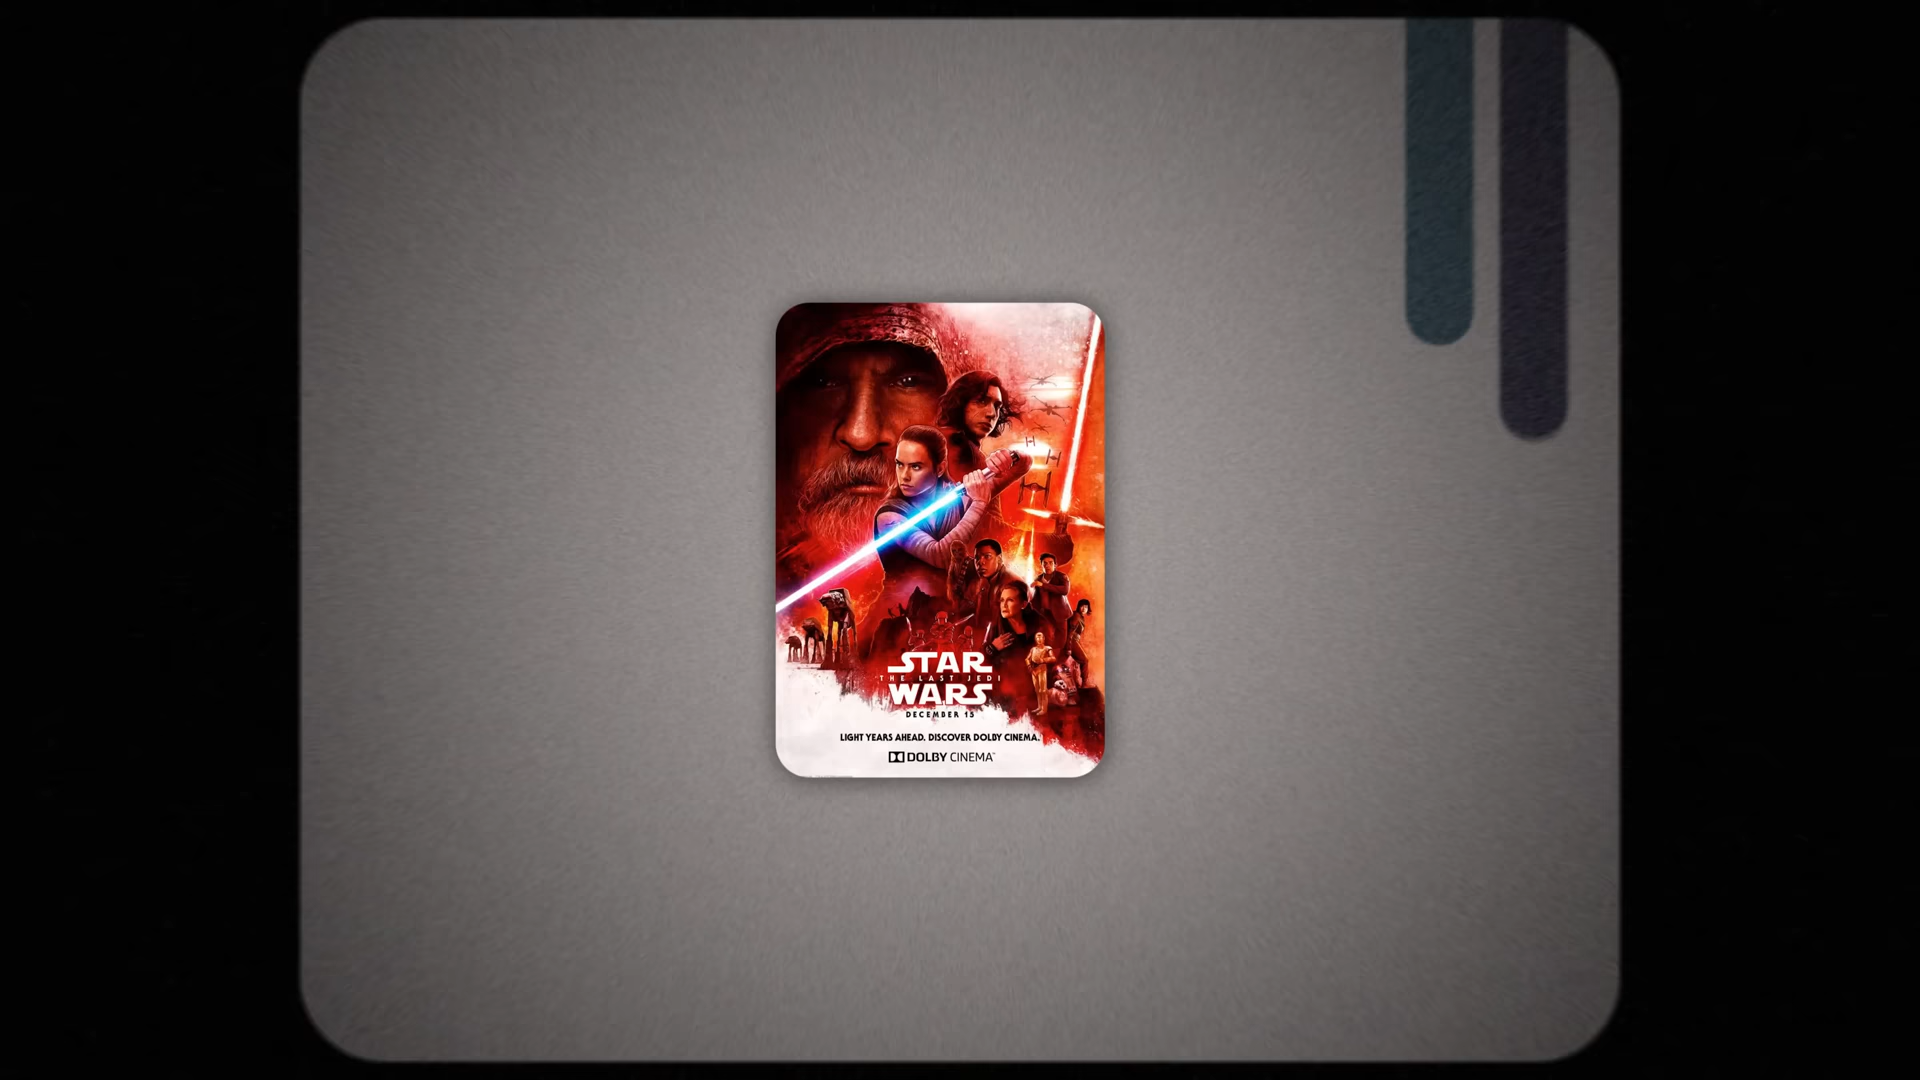 STAR
THE LAST JEDI
WARS
DECEMBER 15
LIGHT YEARS AHEAD. DISCOVER DOLBY CINEMA.
DOLBY CINEMA